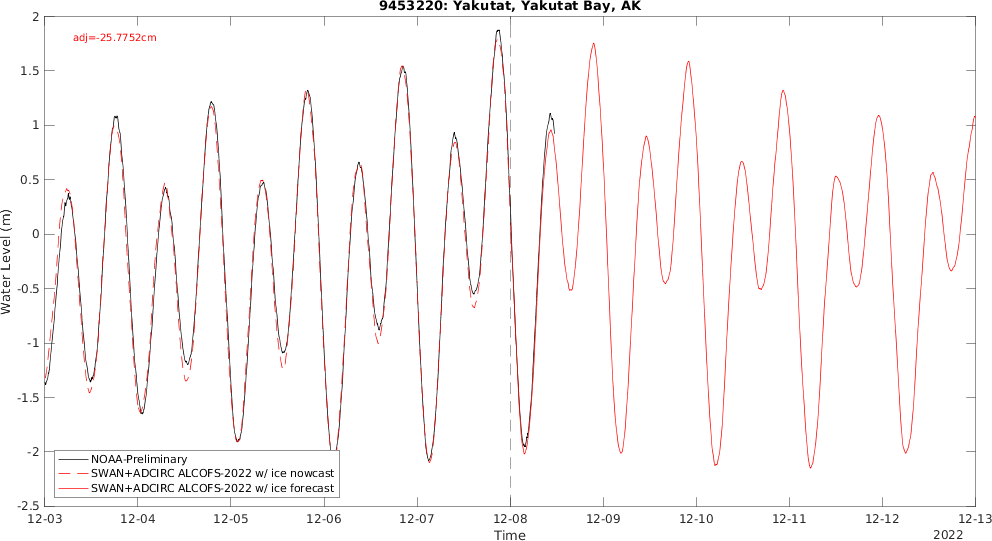 9453220: Yakutat, Yakutat Bay, AK
adj=-25.7752cm
Water Level (m)
2
1.5
1
0.5
0
-0.5
-1
-1.5
-2
-2.5
NOAA-Preliminary
SWAN+ADCIRC ALCOFS-2022 w/ ice nowcast
SWAN+ADCIRC ALCOFS-2022 w/ ice forecast
12-03 12-04 12-05 12-06 12-07 12-08 12-09 12-10 12-11 12-12 12-13
Time
2022